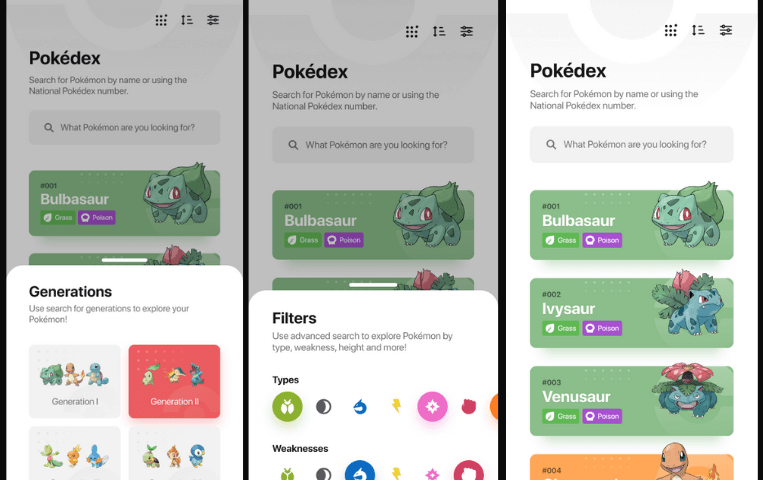 Pokédex
Search for Pokémon by name or using the
National Pokédex number.
What Pokémon are you looking for?
#001
Bulbasaur
Grass
Poison
Generations
Use search for generations to explore your
Pokémon!
Generation I
Generation II
Pokédex
Search for Pokémon by name or using the
National Pokédex number.
What Pokémon are you looking for?
#001
Bulbasaur
Grass
Poison
Filters
Use advanced search to explore Pokémon by
type, weakness, height and more!
Types
Weaknesses
Pokédex
Search for Pokémon by name or using the
National Pokédex number.
What Pokémon are you looking for?
#001
Bulbasaur
Grass
Poison
#002
Ivysaur
Grass
Poison
#003
Venusaur
Grass
Poison
#004